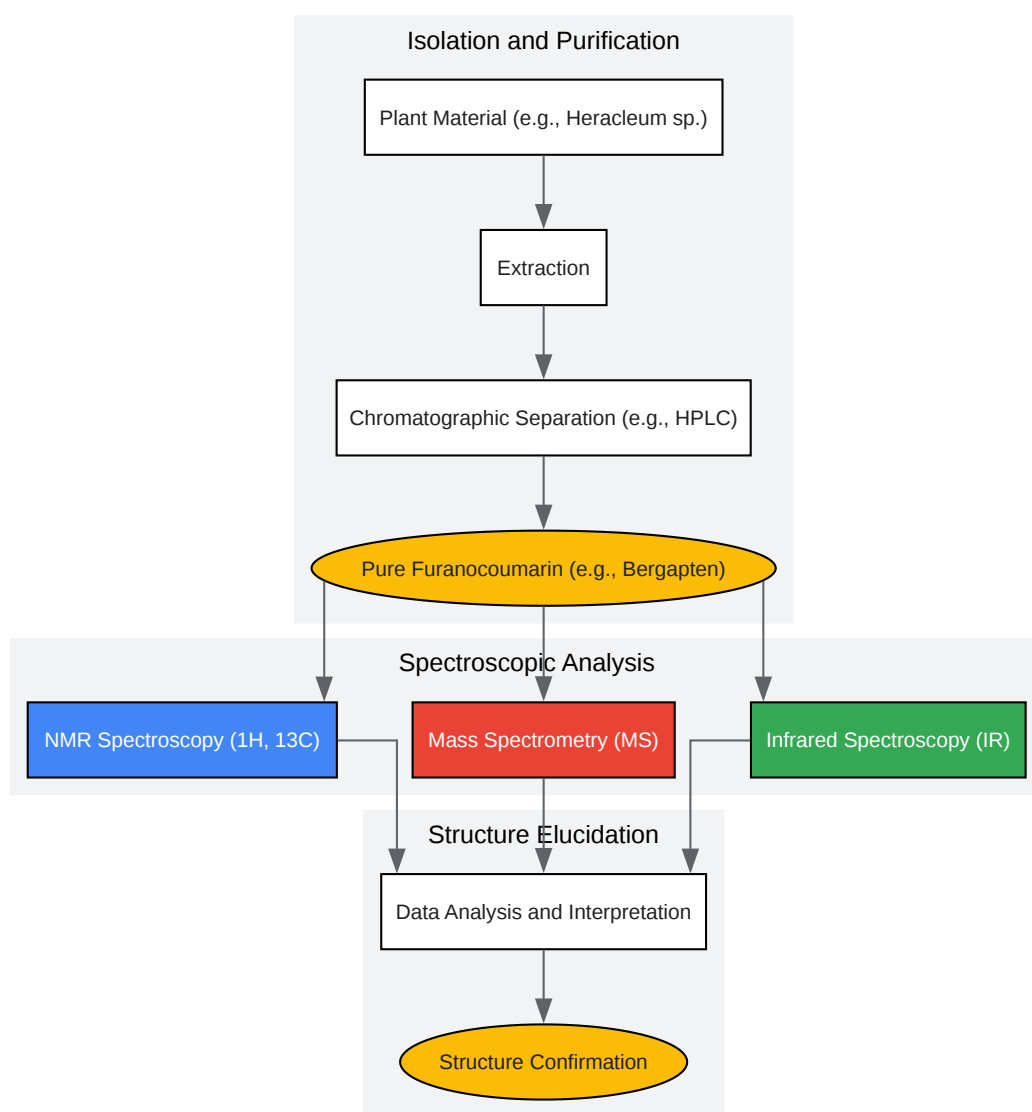 Isolation and Purification
Plant Material (e.g., Heracleum sp.)
Extraction
Chromatographic Separation (e.g., HPLC)
Pure Furanocoumarin (e.g., Bergapten)
Spectroscopic Analysis
NMR Spectroscopy (1H, 13C)
Mass Spectrometry (MS)
Infrared Spectroscopy (IR)
Structure Elucidation
Data Analysis and Interpretation
Structure Confirmation